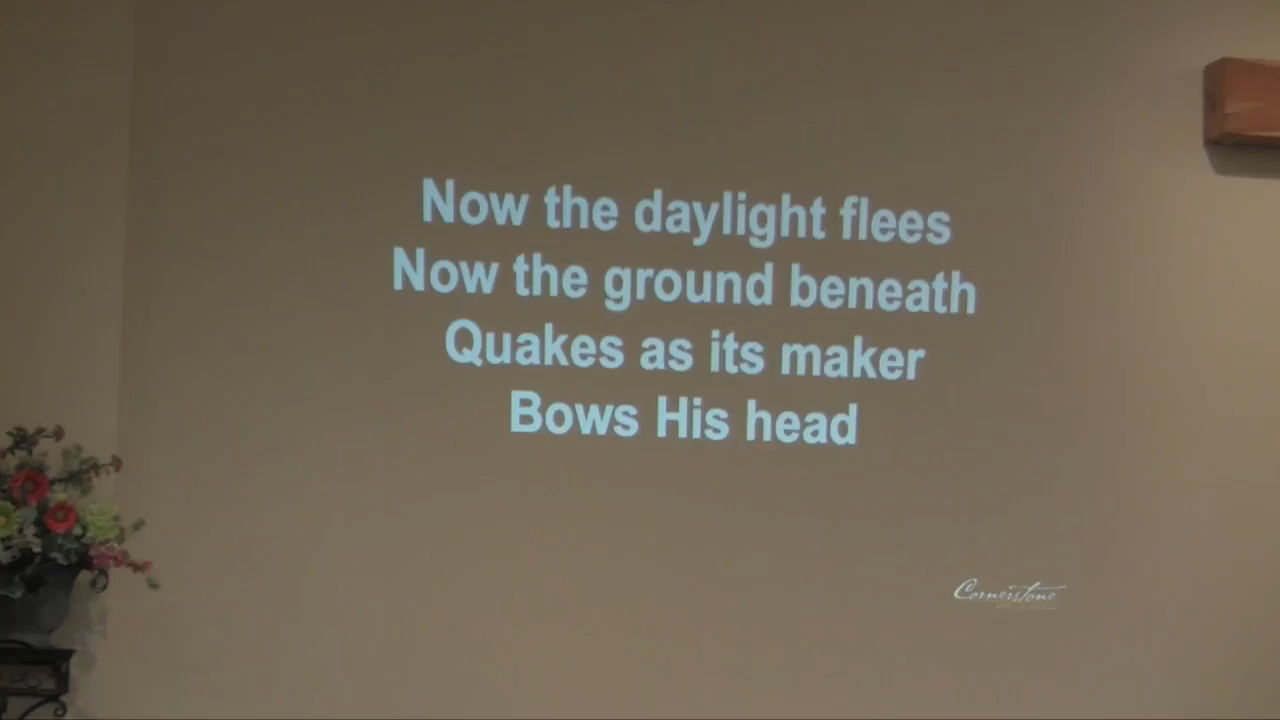 Now the daylight flees
Now the ground beneath
Quakes as its maker
Bows His head
Cornerstone